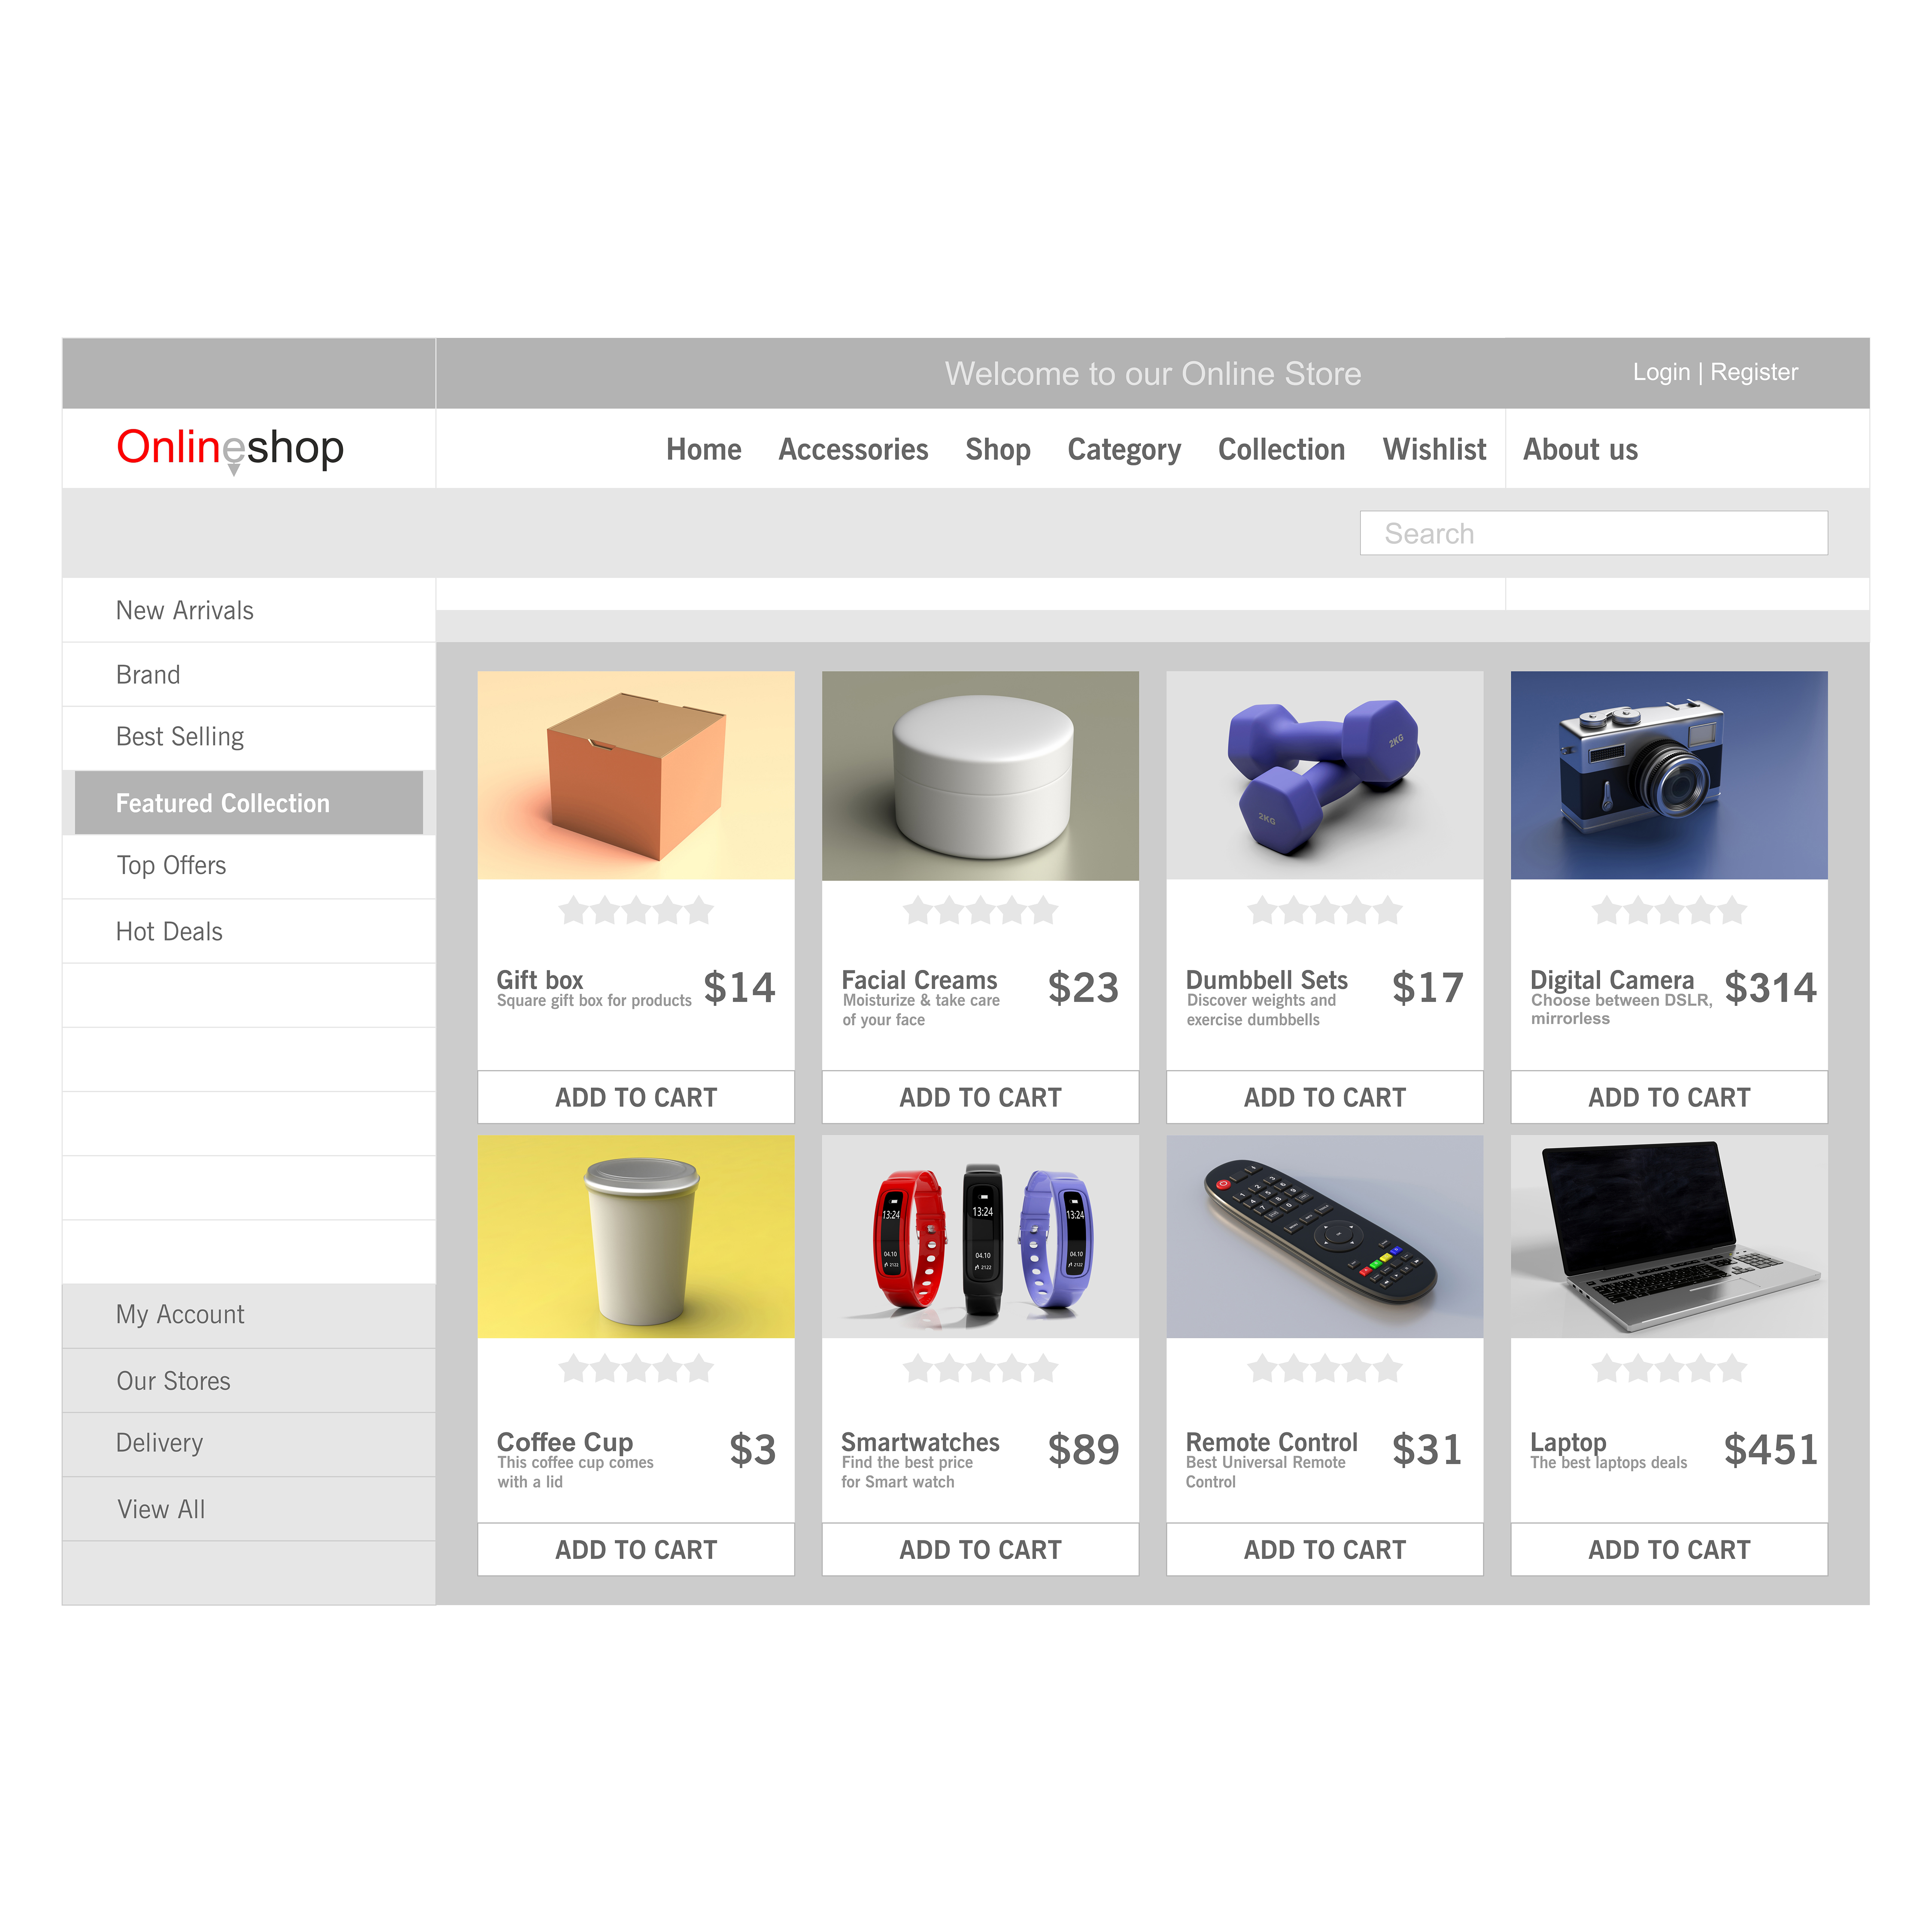 Welcome to our Online Store
Login | Register
Onlineshop
Home Accessories Shop Category Collection Wishlist About us
Search
New Arrivals
Brand
Best Selling
Featured Collection
Top Offers
Hot Deals
My Account
Our Stores
Delivery
View All
2KG
2KG
Gift box $14
Square gift box for products
ADD TO CART
Facial Creams $23
Moisturize & take care
of your face
ADD TO CART
Dumbbell Sets $17
Discover weights and
exercise dumbbells
ADD TO CART
Digital Camera $314
Choose between DSLR,
mirrorless
ADD TO CART
13:24
04.10
2122
13:24
04.10
2122
13:24
04.10
2122
Coffee Cup $3
This coffee cup comes
with a lid
ADD TO CART
Smartwatches $89
Find the best price
for Smart watch
ADD TO CART
Remote Control $31
Best Universal Remote
Control
ADD TO CART
Laptop $451
The best laptops deals
ADD TO CART